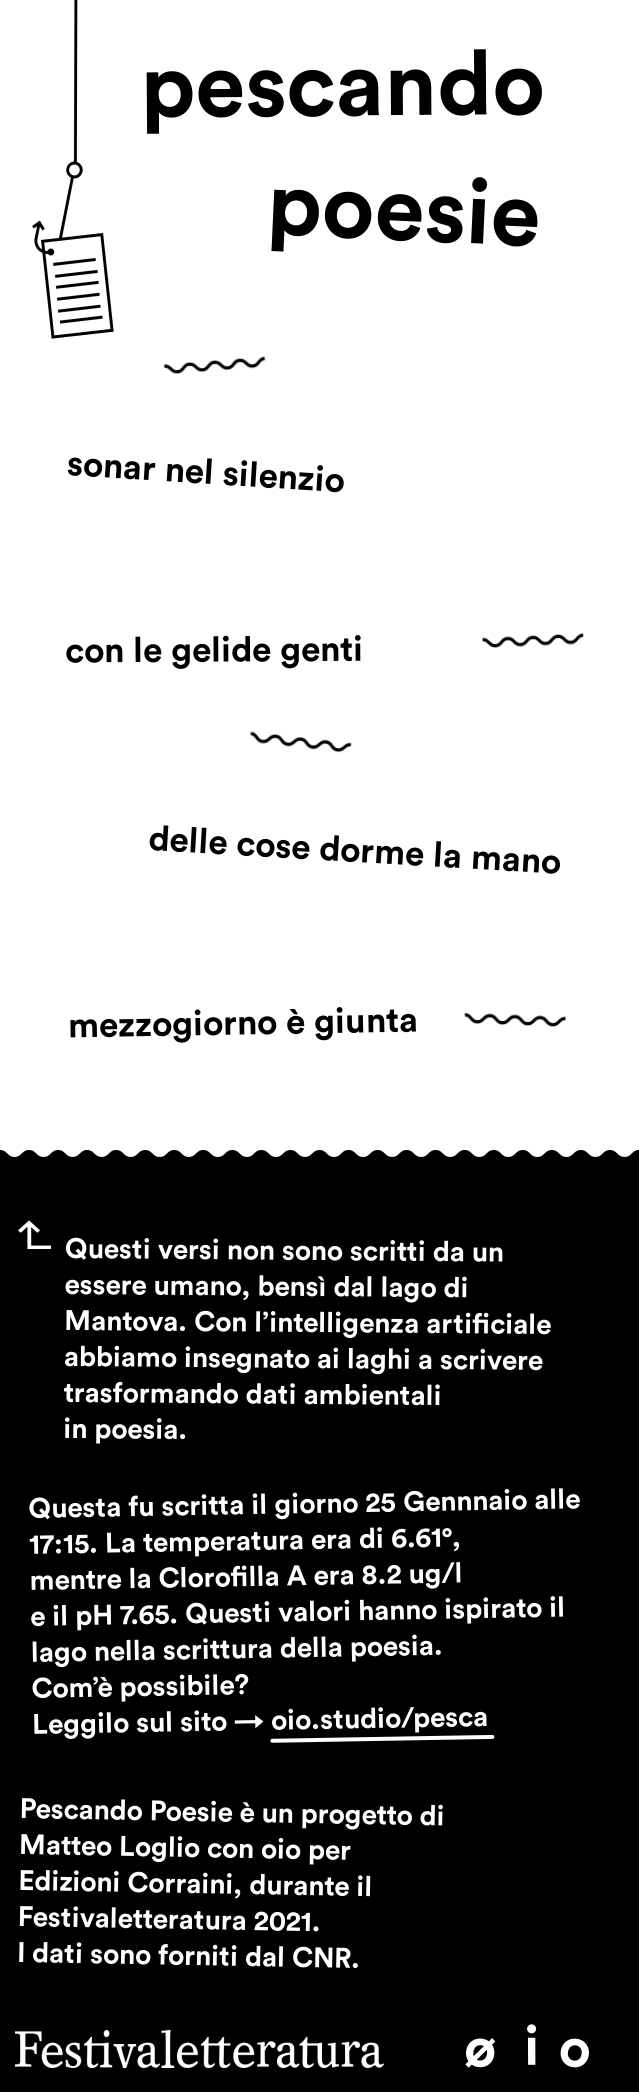 pescando
poesie
sonar nel silenzio
con le gelide genti
delle cose dorme la mano
mezzogiorno è giunta
Questi versi non sono scritti da un
essere umano, bensì dal lago di
Mantova. Con l’intelligenza artificiale
abbiamo insegnato ai laghi a scrivere
trasformando dati ambientali
in poesia.
Questa fu scritta il giorno 25 Gennnaio alle
17:15. La temperatura era di 6.61°,
mentre la Clorofilla A era 8.2 ug/l
e il pH 7.65. Questi valori hanno ispirato il
lago nella scrittura della poesia.
Com’è possibile?
Leggilo sul sito → oio.studio/pesca
Pescando Poesie è un progetto di
Matteo Loglio con oio per
Edizioni Corraini, durante il
Festivaletteratura 2021.
I dati sono forniti dal CNR.
Festivaletteratura ø i o